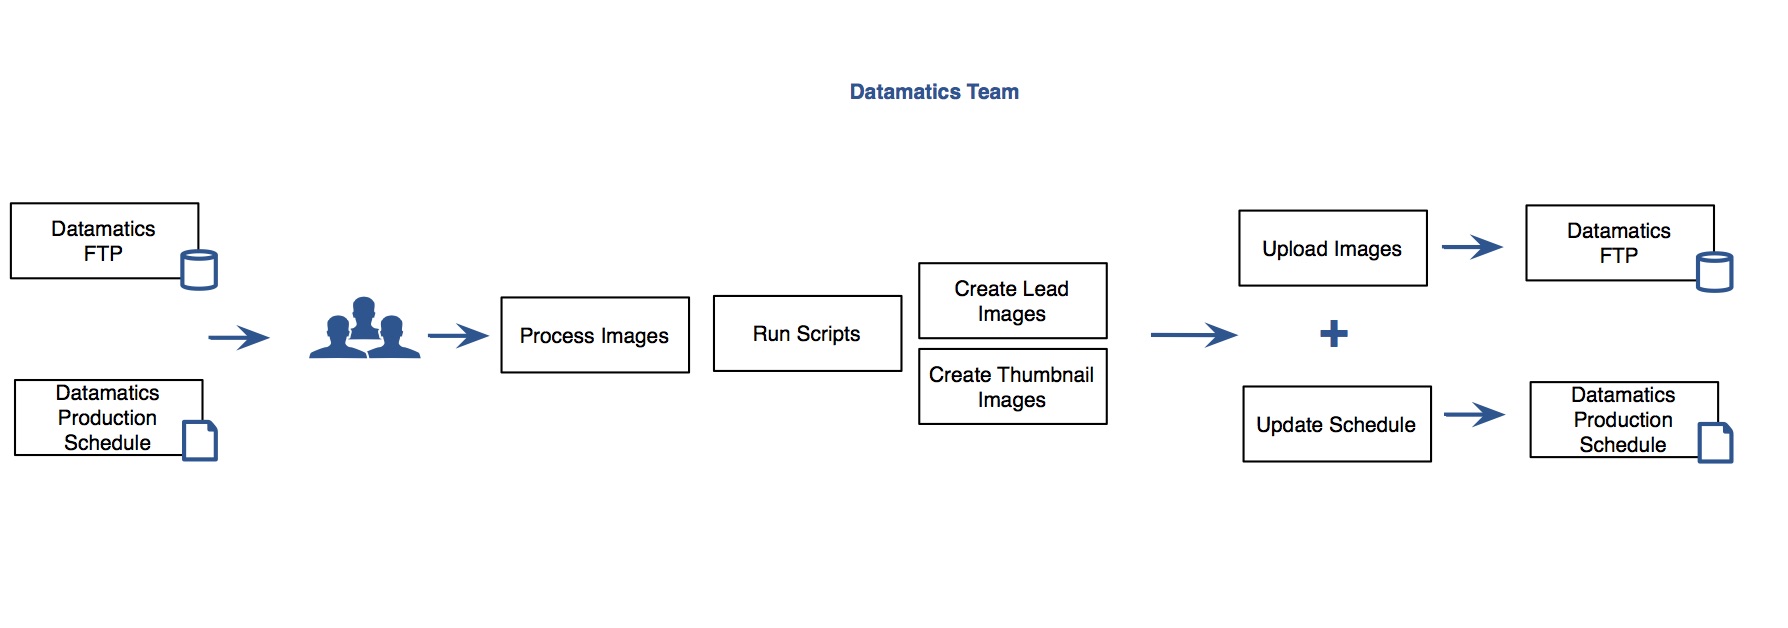 Datamatics Team
Datamatics
FTP
Datamatics
Production
Schedule
Process Images
Run Scripts
Create Lead
Images
Create Thumbnail
Images
Upload Images
Update Schedule
Datamatics
FTP
Datamatics
Production
Schedule